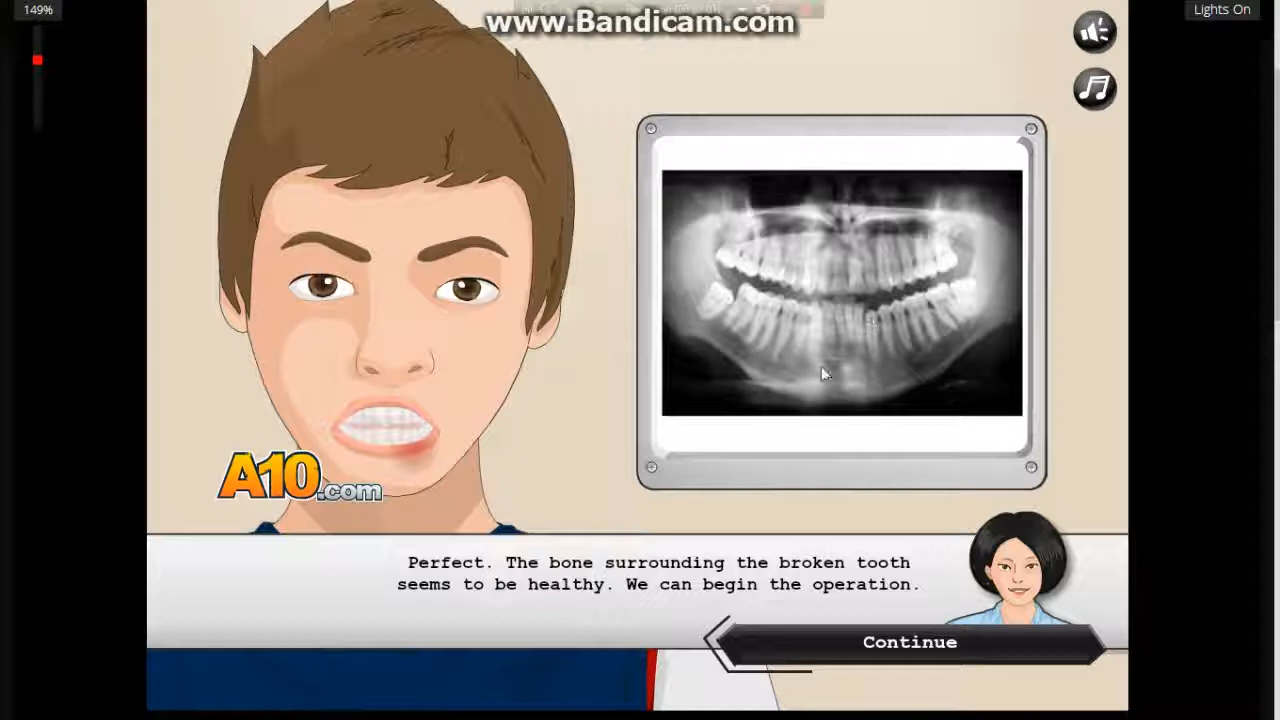 149%
www.Bandicam.com
Lights On
A10.com
Perfect. The bone surrounding the broken tooth
seems to be healthy. We can begin the operation.
Continue